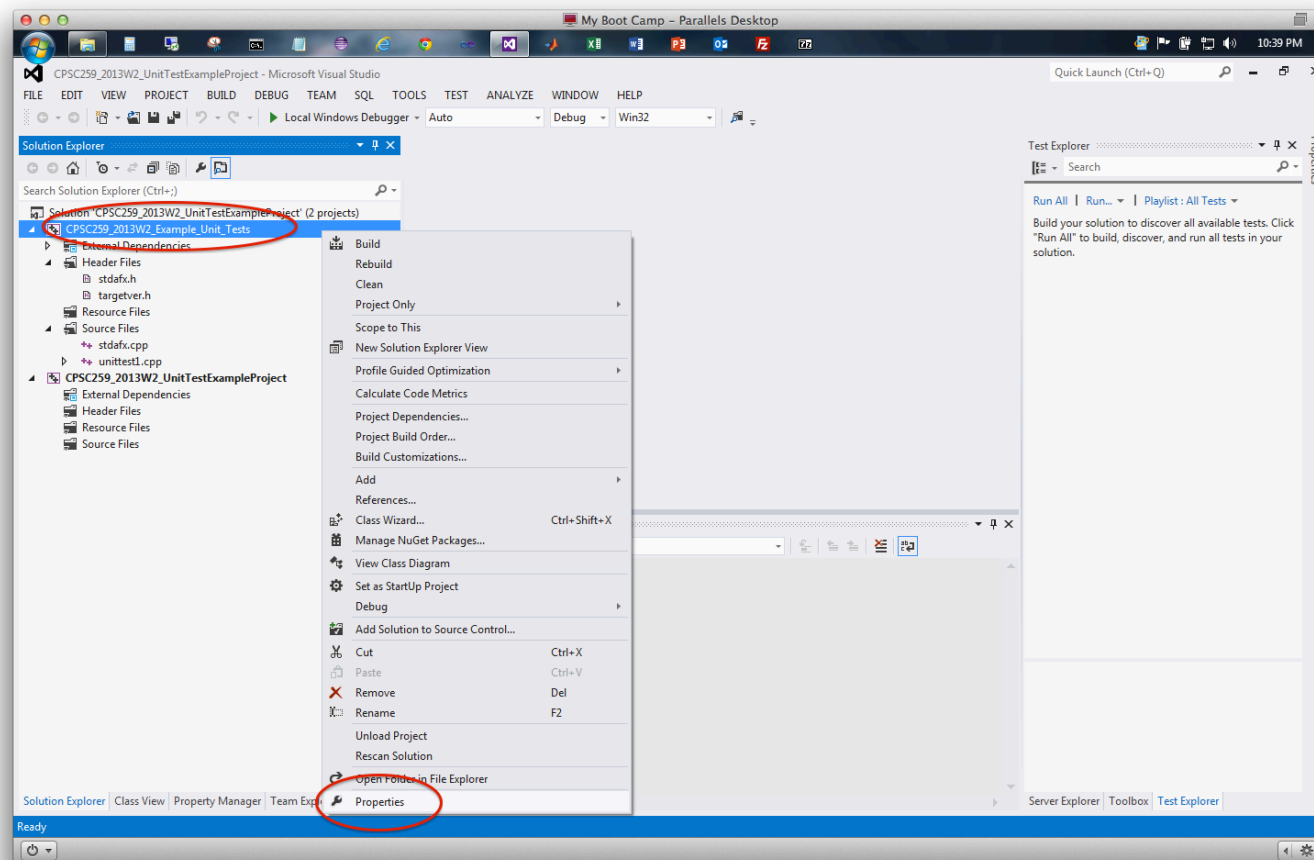 My Boot Camp - Parallels Desktop
10:39 PM
CPSC259_2013W2_UnitTestExampleProject - Microsoft Visual Studio
Quick Launch (Ctrl+Q)
FILE EDIT VIEW PROJECT BUILD DEBUG TEAM SQL TOOLS TEST ANALYZE WINDOW HELP
Local Windows Debugger Auto Debug Win32
Solution Explorer
Search Solution Explorer (Ctrl+;)
Solution 'CPSC259_2013W2_UnitTestExampleProject' (2 projects)
CPSC259_2013W2_Example_Unit_Tests
External Dependencies
Header Files
stdafx.h
targetver.h
Resource Files
Source Files
stdafx.cpp
unittest1.cpp
CPSC259_2013W2_UnitTestExampleProject
External Dependencies
Header Files
Resource Files
Source Files
Build
Rebuild
Clean
Project Only
Scope to This
New Solution Explorer View
Profile Guided Optimization
Calculate Code Metrics
Project Dependencies...
Project Build Order...
Build Customizations...
Add
References...
Class Wizard... Ctrl+Shift+X
Manage NuGet Packages...
View Class Diagram
Set as StartUp Project
Debug
Add Solution to Source Control...
Cut Ctrl+X
Paste Ctrl+V
Remove Del
Rename F2
Unload Project
Rescan Solution
Open Folder in File Explorer
Properties
Test Explorer
Search
Run All | Run... | Playlist : All Tests
Build your solution to discover all available tests. Click
"Run All" to build, discover, and run all tests in your
solution.
Solution Explorer Class View Property Manager Team Exp
Server Explorer Toolbox Test Explorer
Ready